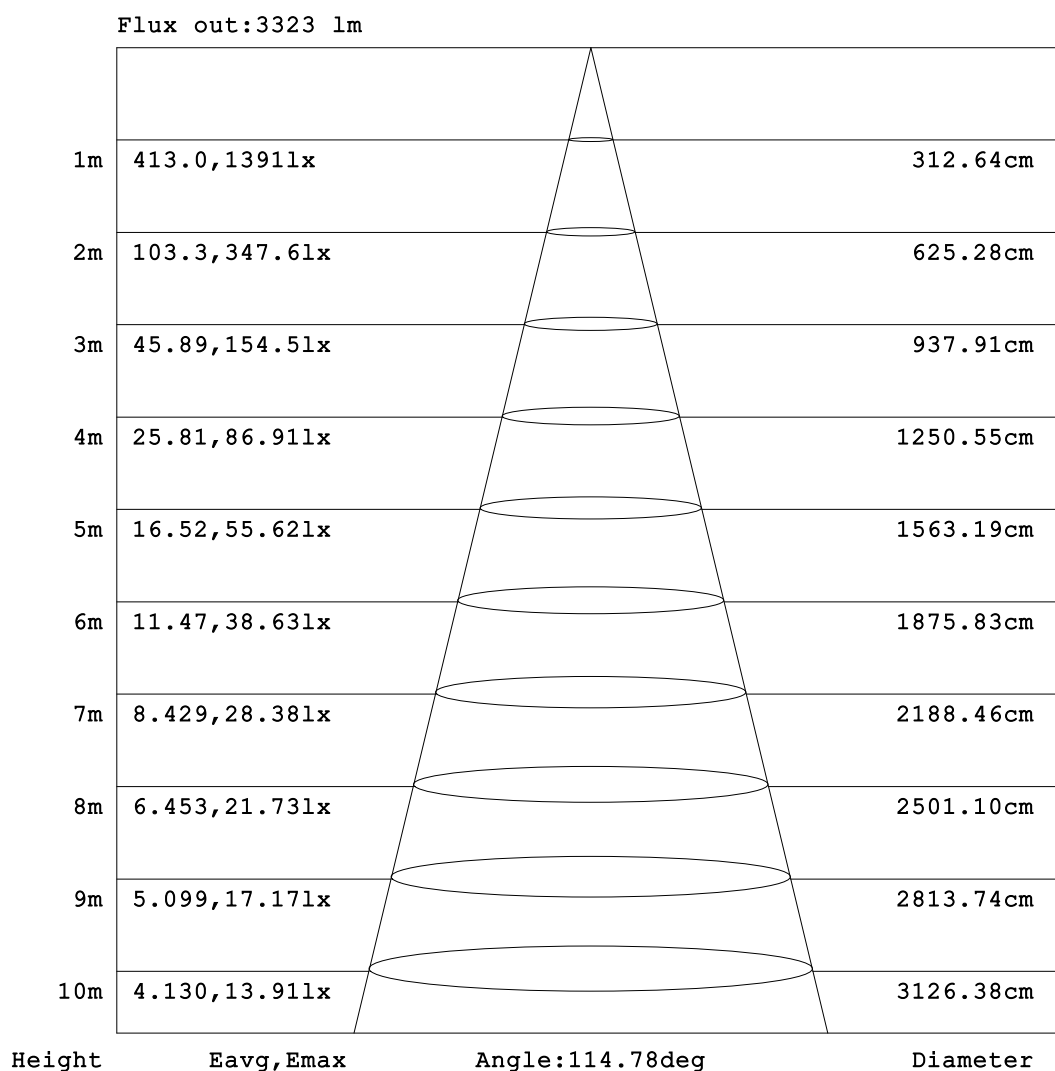 Flux out:3323 lm
1m 413.0,1391lx 312.64cm
2m 103.3,347.6lx 625.28cm
3m 45.89,154.5lx 937.91cm
4m 25.81,86.91lx 1250.55cm
5m 16.52,55.62lx 1563.19cm
6m 11.47,38.63lx 1875.83cm
7m 8.429,28.38lx 2188.46cm
8m 6.453,21.73lx 2501.10cm
9m 5.099,17.17lx 2813.74cm
10m 4.130,13.91lx 3126.38cm
Height Eavg,Emax Angle:114.78deg Diameter